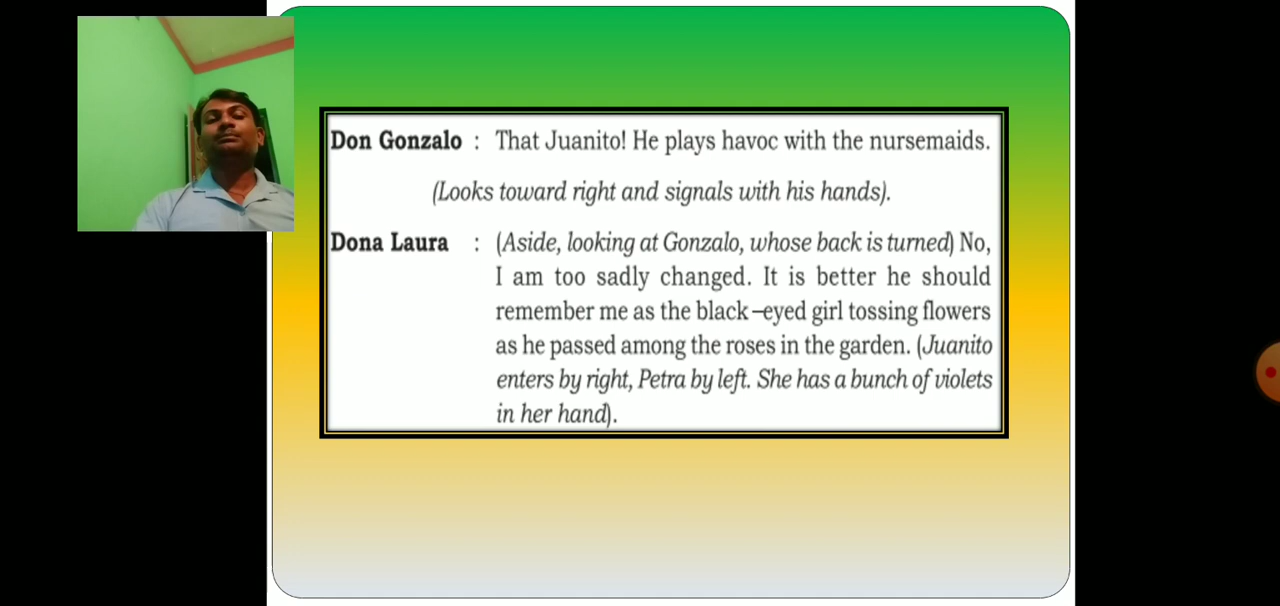 Don Gonzalo : That Juanito! He plays havoc with the nursemaids.
(Looks toward right and signals with his hands).
Dona Laura : (Aside, looking at Gonzalo, whose back is turned) No,
I am too sadly changed. It is better he should
remember me as the black–eyed girl tossing flowers
as he passed among the roses in the garden. (Juanito
enters by right, Petra by left. She has a bunch of violets
in her hand).